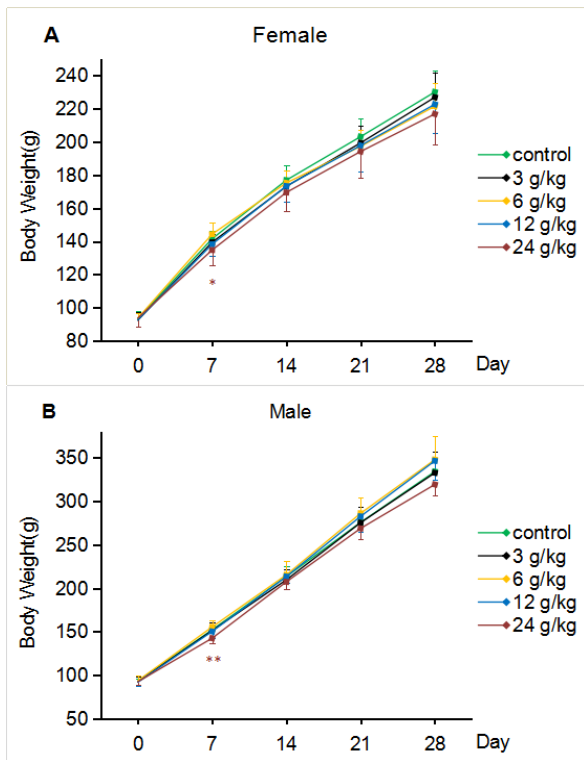 A
Female
240
220
200
180
160
140
120
100
80
Body Weight(g)
*
0 7 14 21 28 Day
control
3 g/kg
6 g/kg
12 g/kg
24 g/kg
B
Male
350
300
250
200
150
100
50
Body Weight(g)
**
0 7 14 21 28 Day
control
3 g/kg
6 g/kg
12 g/kg
24 g/kg